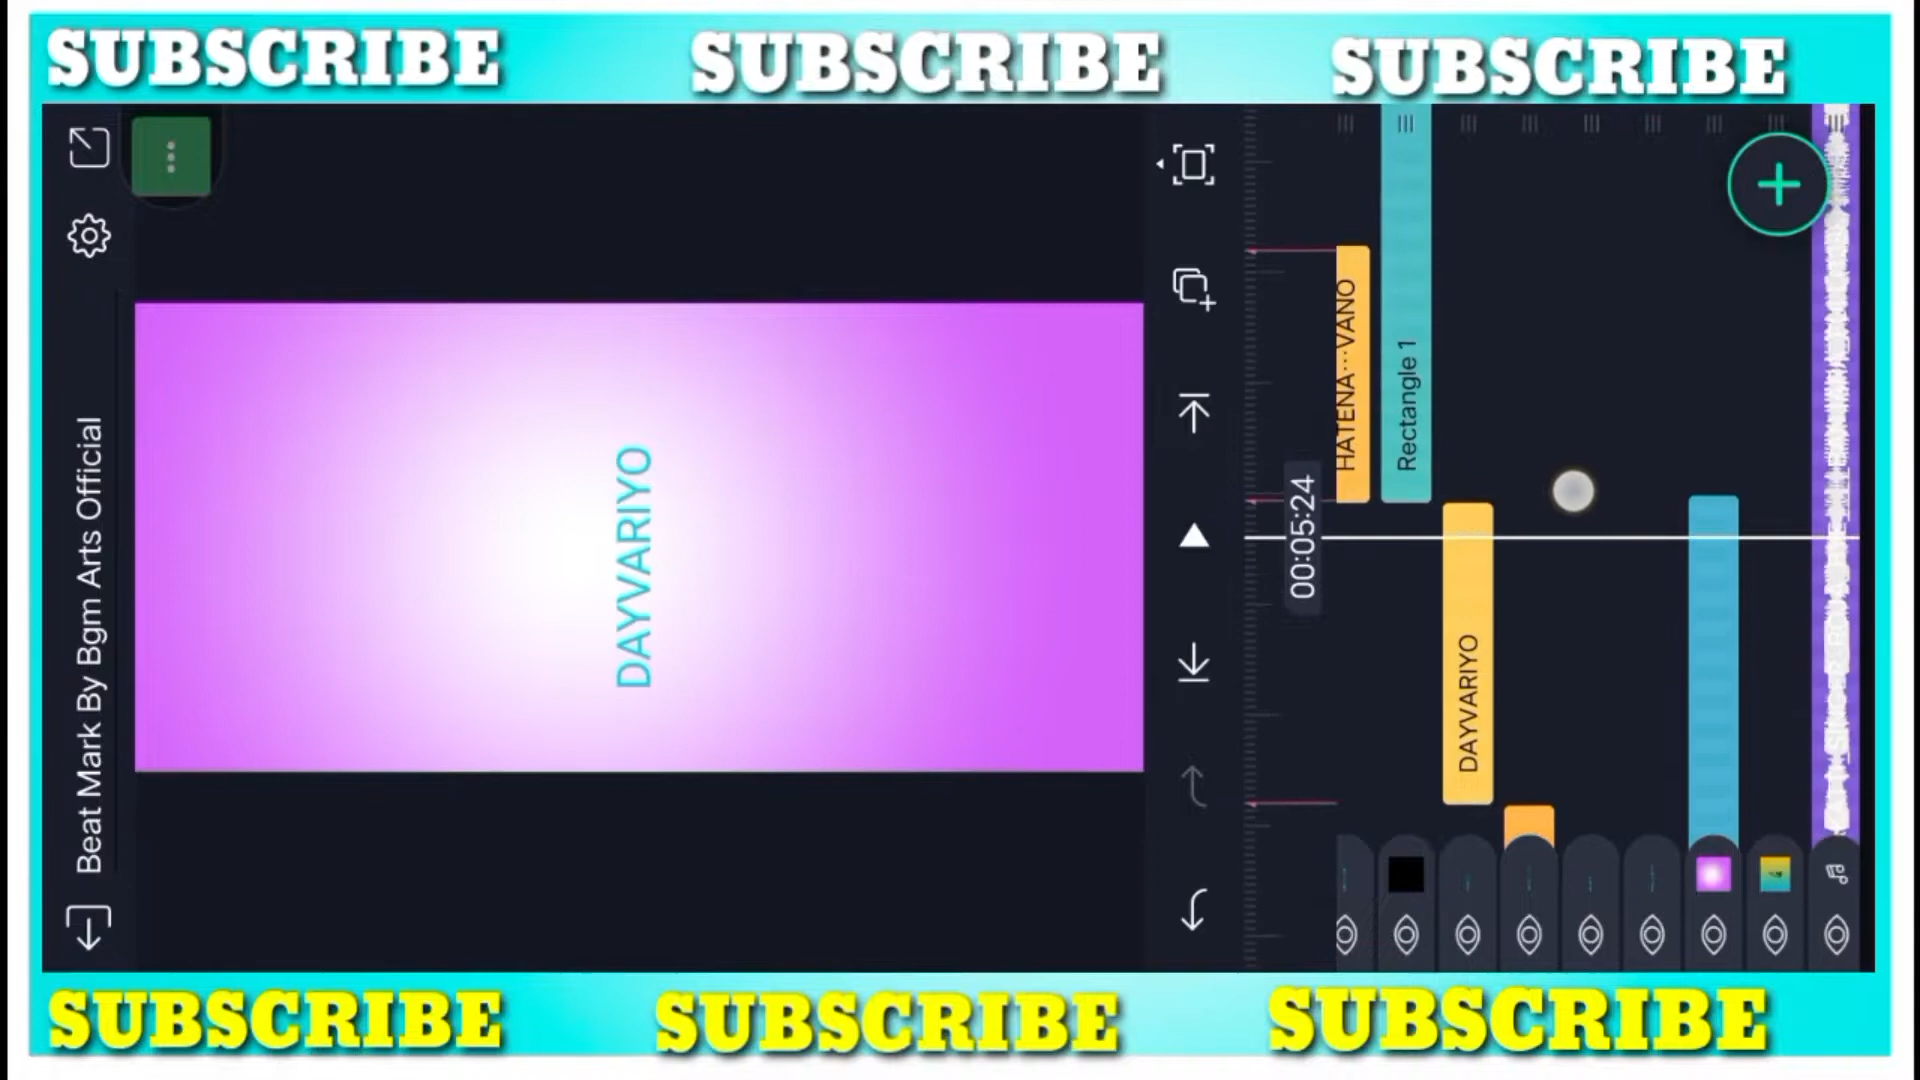 SUBSCRIBE SUBSCRIBE SUBSCRIBE
Beat Mark By Bgm Arts Official
DAYVARIYO
00:05:24
HATENA...VANO
Rectangle 1
DAYVARIYO
SUBSCRIBE SUBSCRIBE SUBSCRIBE